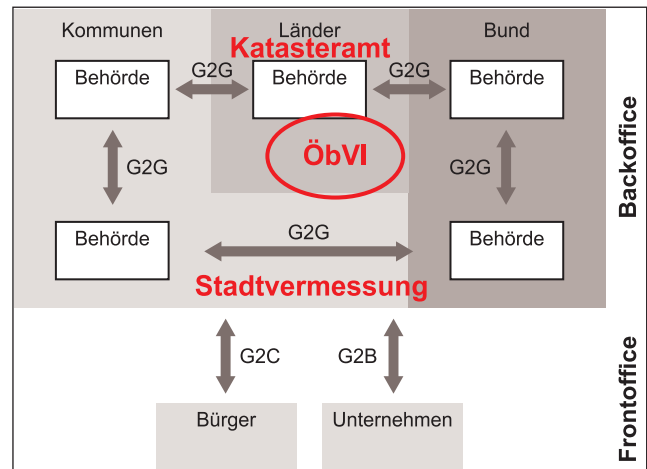 Kommunen
Länder
Bund
Katasteramt
Behörde
G2G
Behörde
G2G
Behörde
ÖbVI
G2G
G2G
Backoffice
Behörde
G2G
Behörde
Stadtvermessung
G2C
G2B
Frontoffice
Bürger
Unternehmen